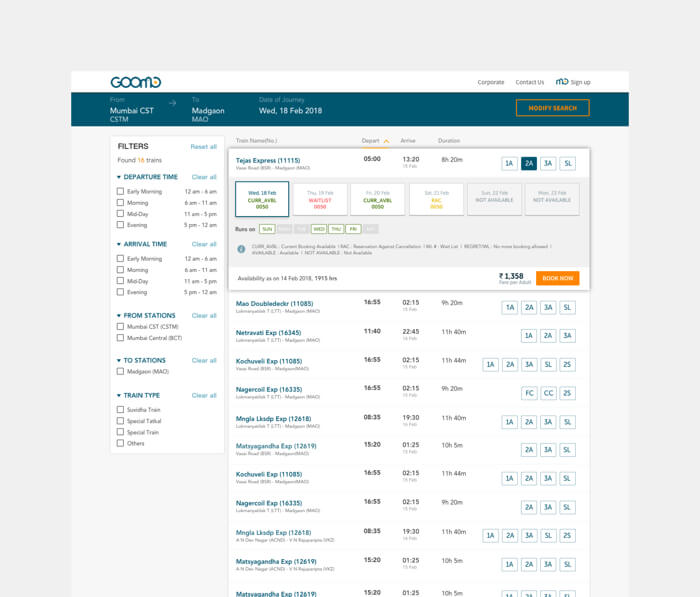 GOOMO
Corporate
Contact Us
Sign up
From
Mumbai CST
CSTM
To
Madgaon
MAO
Date of Journey
Wed, 18 Feb 2018
MODIFY SEARCH
FILTERS
Reset all
Found 16 trains
DEPARTURE TIME
Clear all
Early Morning 12 am - 6 am
Morning 6 am - 11 am
Mid-Day 11 am - 5 pm
Evening 5 pm - 12 am
ARRIVAL TIME
Clear all
Early Morning 12 am - 6 am
Morning 6 am - 11 am
Mid-Day 11 am - 5 pm
Evening 5 pm - 12 am
FROM STATIONS
Clear all
Mumbai CST (CSTM)
Mumbai Central (BCT)
TO STATIONS
Clear all
Madgaon (MAO)
TRAIN TYPE
Clear all
Suvidha Train
Special Tatkal
Special Train
Others
Train Name(No.) Depart Arrive Duration
Tejas Express (11115) 05:00 13:20 8h 20m 1A 2A 3A SL
Vasai Road (BSR) - Madgaon (MAO) 15 Feb
Wed, 18 Feb
CURR_AVBL
0050
Thu, 19 Feb
WAITLIST
0050
Fri, 20 Feb
CURR_AVBL
0050
Sat, 21 Feb
RAC
0050
Sun, 22 Feb
NOT AVAILABLE
Mon, 23 Feb
NOT AVAILABLE
Runs on SUN MON TUE WED THU FRI SAT
CURR_AVBL : Current Booking Available I RAC : Reservation Against Cancellation I WL # : Wait List I REGRET/WL : No more booking allowed I
AVAILABLE : Available I NOT AVAILABLE : Not Available
Availability as on 14 Feb 2018, 1915 hrs
₹ 1,358
Fare per Adult
BOOK NOW
Mao Doubledeckr (11085) 16:55 02:15 9h 20m 1A 2A 3A SL
Lokmanyatilak T (LTT) - Madgaon (MAO) 15 Feb
Netravati Exp (16345) 11:40 22:45 11h 40m 1A 2A 3A
Lokmanyatilak T (LTT) - Madgaon (MAO) 16 Feb
Kochuveli Exp (11085) 16:55 02:15 11h 44m 1A 2A 3A SL 2S
Vasai Road (BSR) - Madgaon(MAO) 15 Feb
Nagercoil Exp (16335) 16:55 02:15 9h 20m FC CC 2S
Lokmanyatilak T (LTT) - Madgaon (MAO) 15 Feb
Mngla Lksdp Exp (12618) 08:35 19:30 11h 40m 1A 2A 3A SL
Lokmanyatilak T (LTT) - Madgaon (MAO) 16 Feb
Matsyagandha Exp (12619) 15:20 01:25 10h 5m 2A 3A SL
Vasai Road (BSR) - Madgaon(MAO) 15 Feb
Kochuveli Exp (11085) 16:55 02:15 11h 44m 1A 2A 3A SL
Vasai Road (BSR) - Madgaon(MAO) 15 Feb
Nagercoil Exp (16335) 16:55 02:15 9h 20m 2A 3A SL
Lokmanyatilak T (LTT) - Madgaon (MAO) 15 Feb
Mngla Lksdp Exp (12618) 08:35 19:30 11h 40m 1A 2A 3A SL 2S
A N Dev Nagar (ACND) - V N Rajaparipta (VKZ) 16 Feb
Matsyagandha Exp (12619) 15:20 01:25 10h 5m 1A 2A 3A SL
A N Dev Nagar (ACND) - V N Rajaparipta (VKZ) 15 Feb
Matsyagandha Exp (12619) 15:20 01:25 10h 5m 1A 2A 3A SL